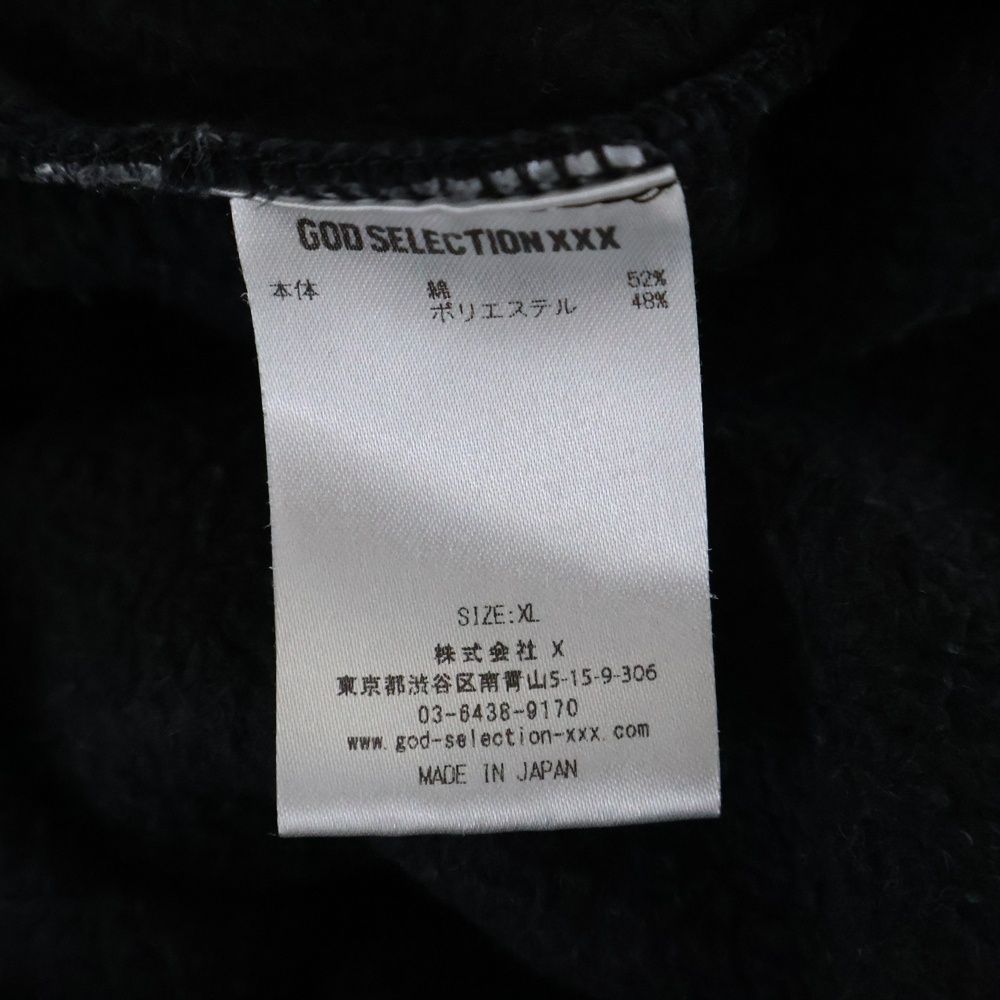 GOD SELECTION XXX
本体 綿 52%
ポリエステル 48%
SIZE:XL
株式会社 X
東京都渋谷区南青山5-15-9-306
03-6438-9170
www.god-selection-xxx.com
MADE IN JAPAN